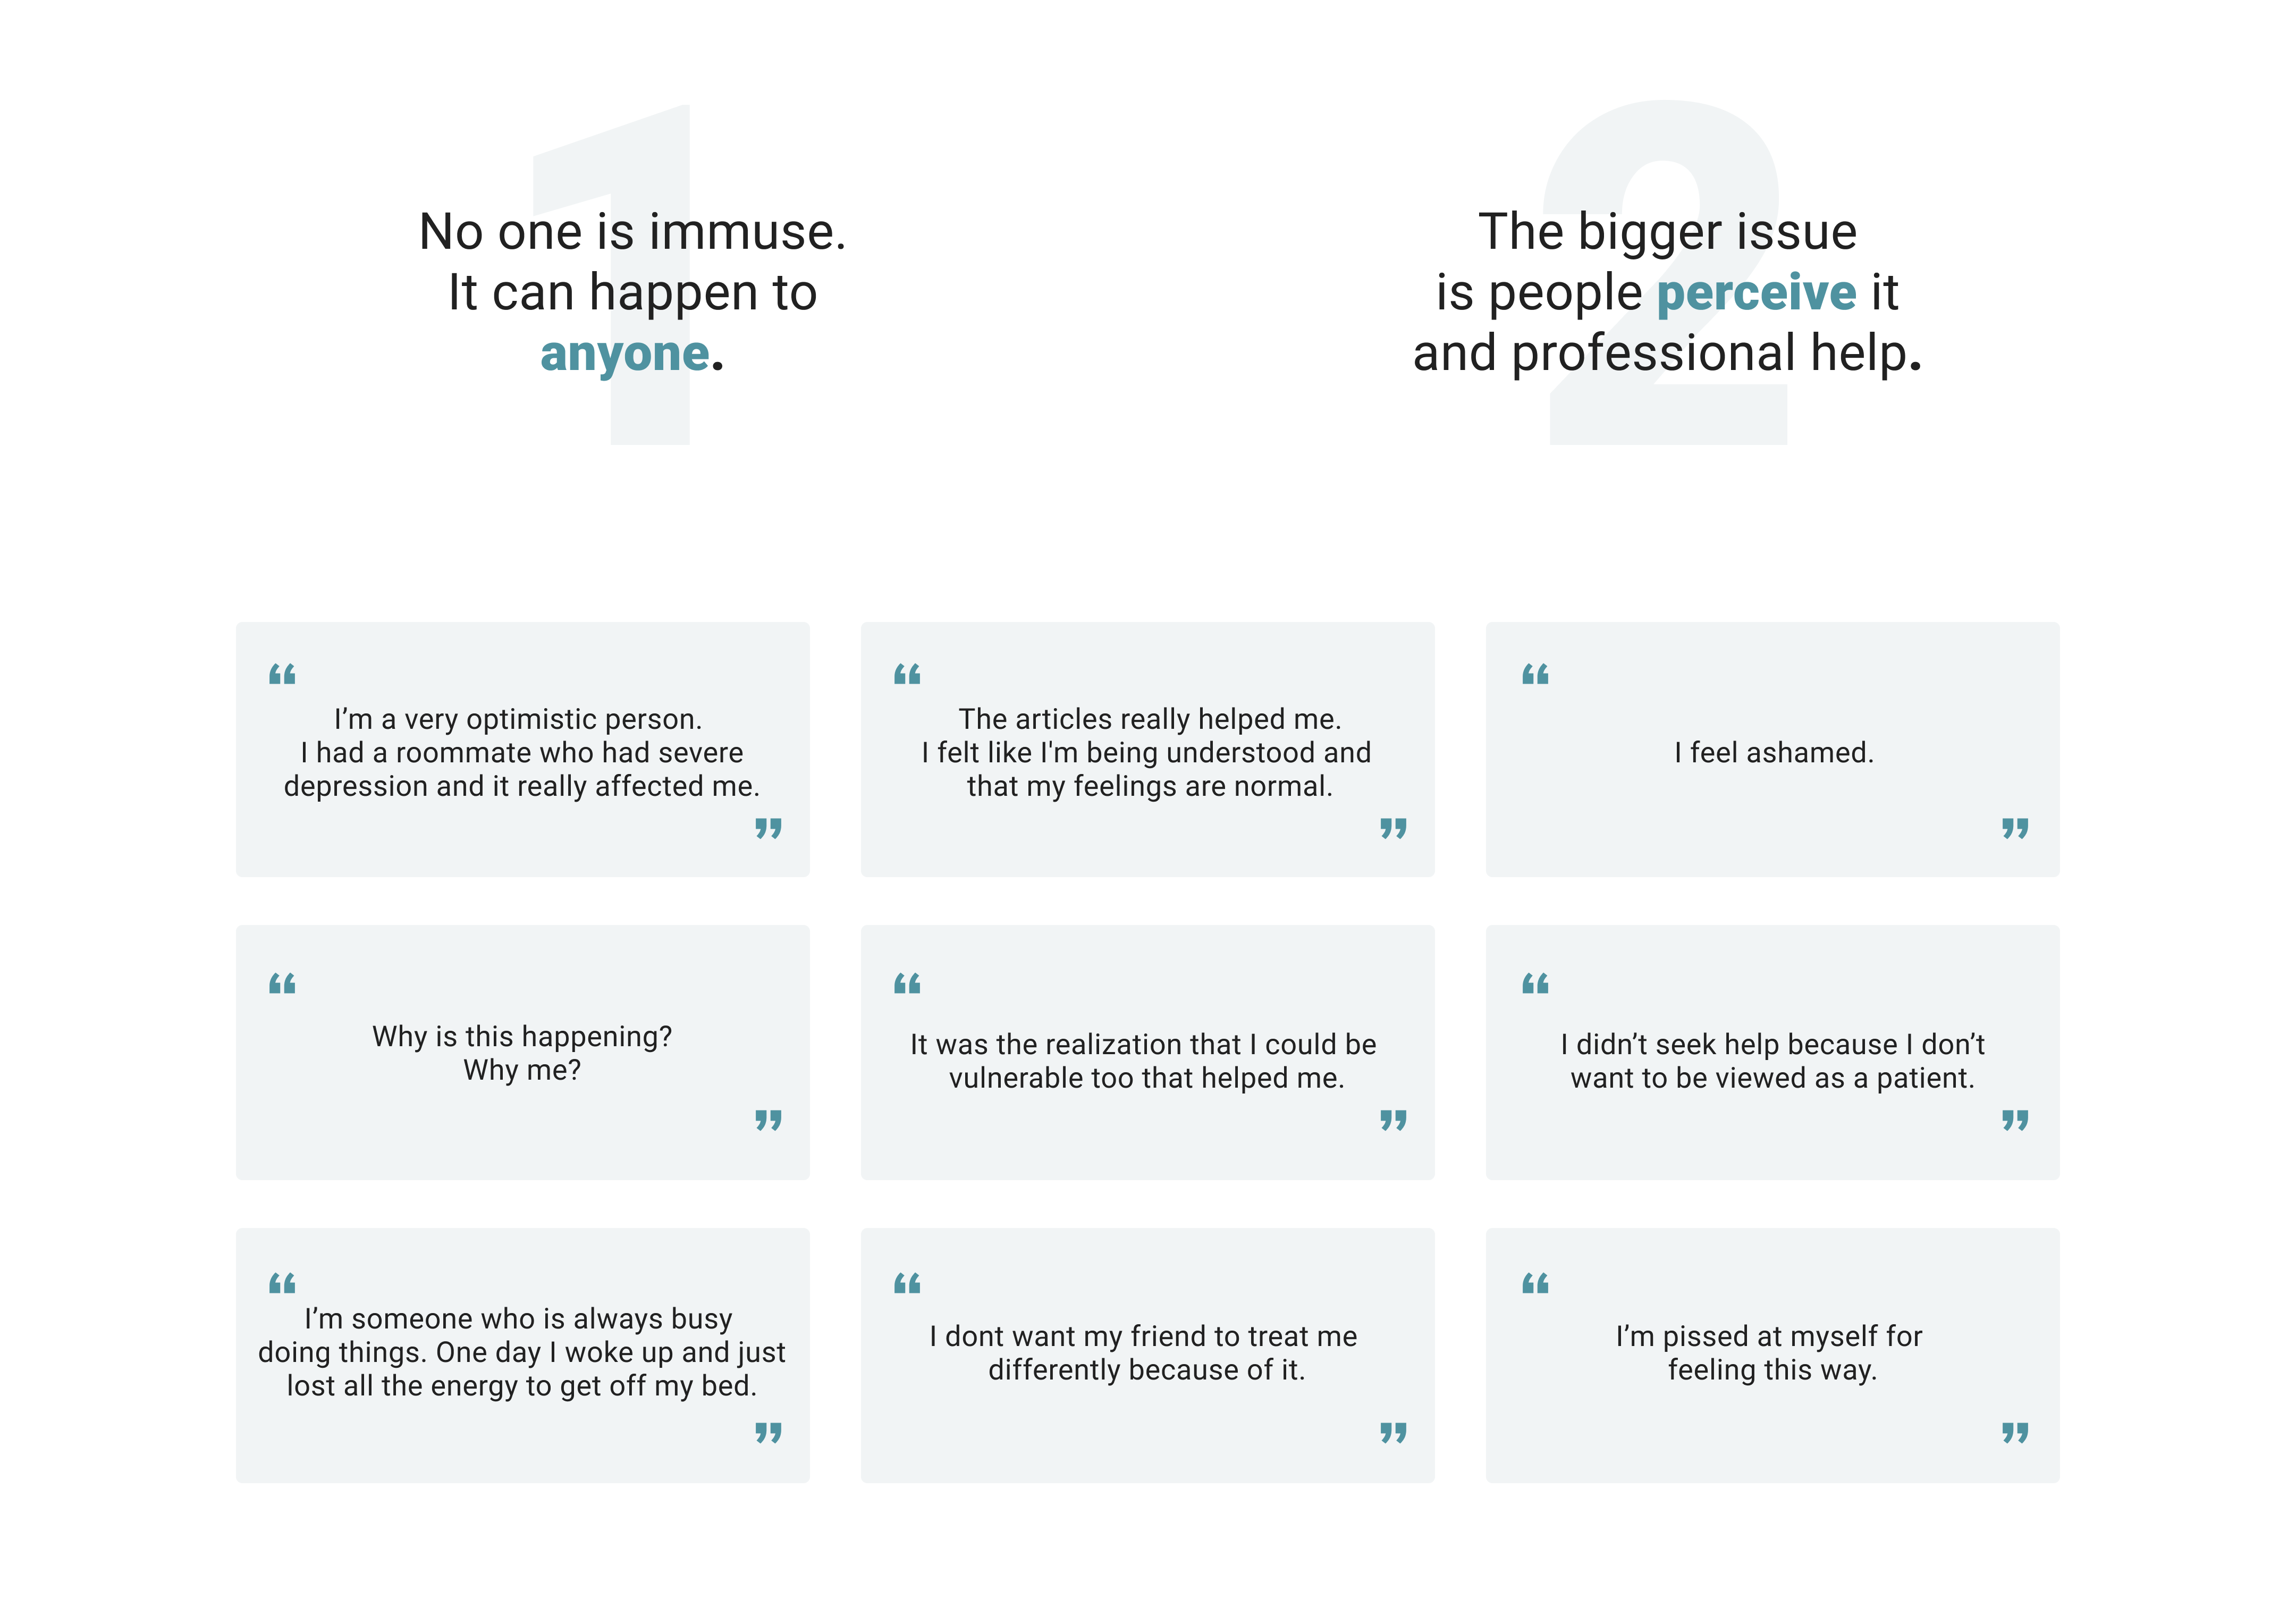 1
No one is immuse.
It can happen to
anyone.
2
The bigger issue
is people perceive it
and professional help.
“
I’m a very optimistic person.
I had a roommate who had severe
depression and it really affected me.
”
“
The articles really helped me.
I felt like I'm being understood and
that my feelings are normal.
”
“
I feel ashamed.
”
“
Why is this happening?
Why me?
”
“
It was the realization that I could be
vulnerable too that helped me.
”
“
I didn’t seek help because I don’t
want to be viewed as a patient.
”
“
I’m someone who is always busy
doing things. One day I woke up and just
lost all the energy to get off my bed.
”
“
I dont want my friend to treat me
differently because of it.
”
“
I’m pissed at myself for
feeling this way.
”